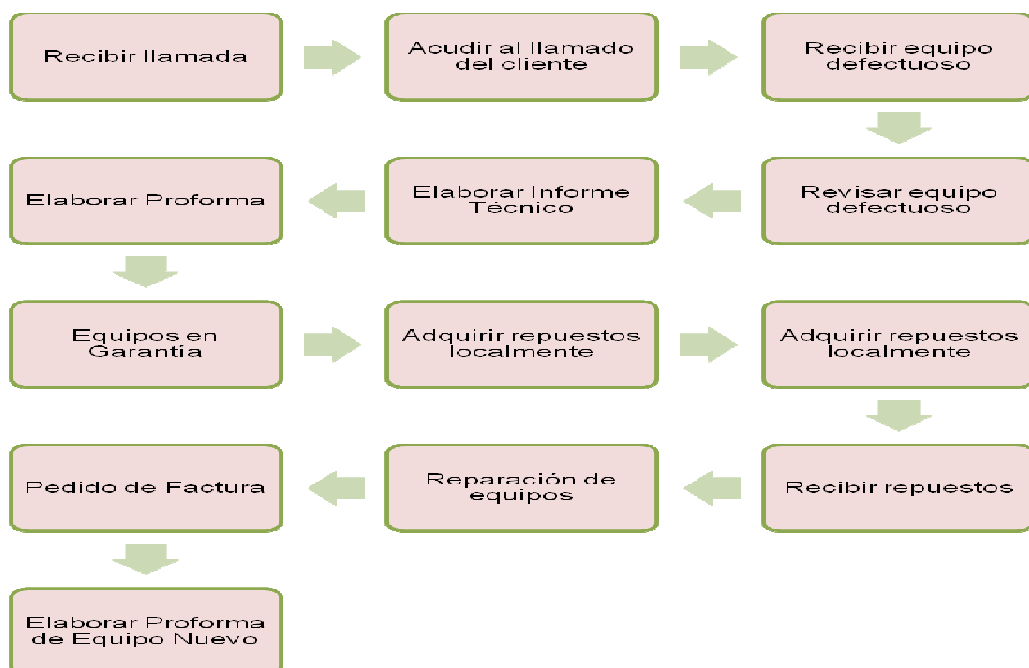 Recibir llamada
Acudir al llamado
del cliente
Recibir equipo
defectuoso
Revisar equipo
defectuoso
Elaborar Informe
Técnico
Elaborar Proforma
Equipos en
Garantía
Adquirir repuestos
localmente
Adquirir repuestos
localmente
Recibir repuestos
Reparación de
equipos
Pedido de Factura
Elaborar Proforma
de Equipo Nuevo